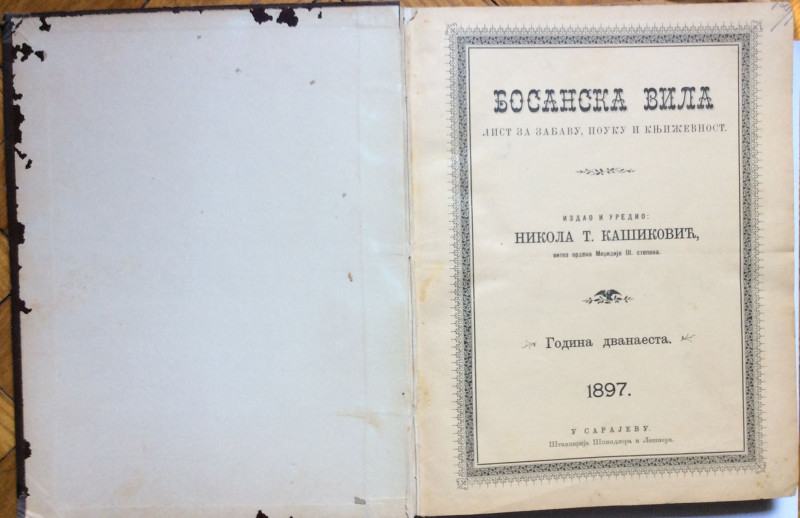 БОСАНСКА ВИЛА
ЛИСТ ЗА ЗАБАВУ, ПОУКУ И КЊИЖЕВНОСТ.
ИЗДАО И УРЕДИО:
НИКОЛА Т. КАШИКОВИЋ,
витез ордена Меџидије III. степена.
Година дванаеста.
1897.
У САРАЈЕВУ.
Штампарија Шпиндлера и Лешнера.